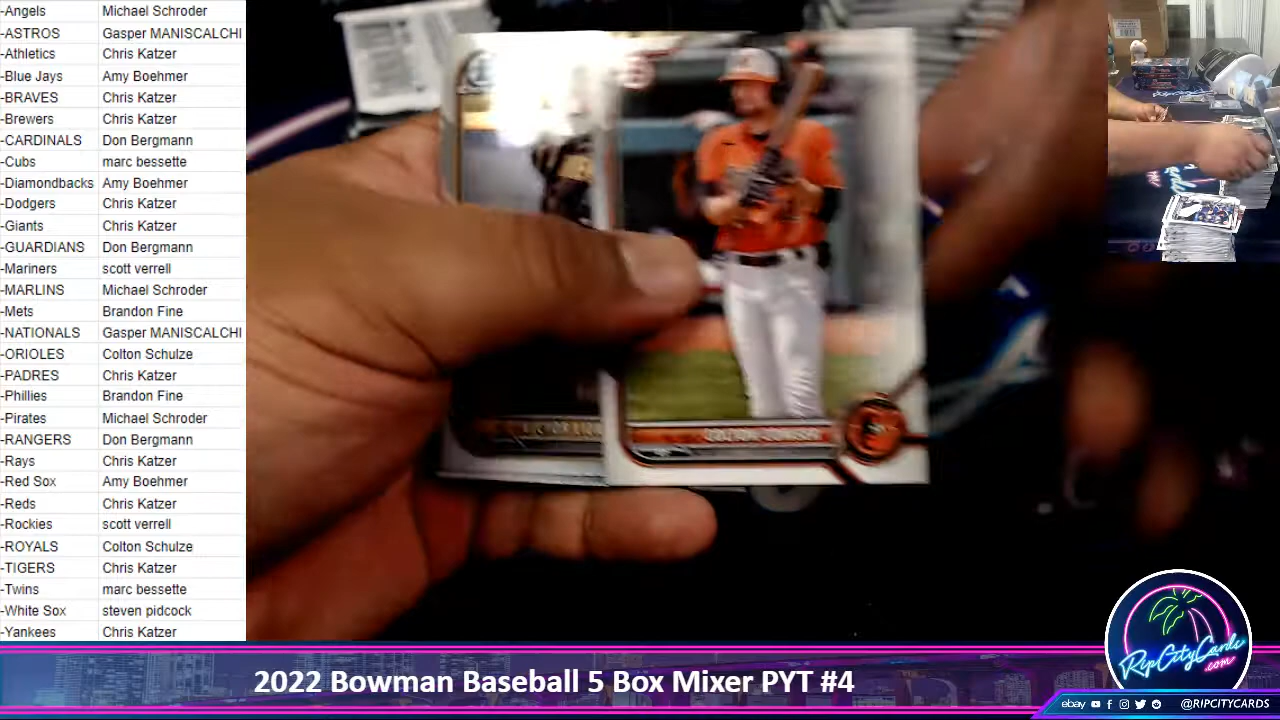 -Angels Michael Schroder
-ASTROS Gasper MANISCALCHI
-Athletics Chris Katzer
-Blue Jays Amy Boehmer
-BRAVES Chris Katzer
-Brewers Chris Katzer
-CARDINALS Don Bergmann
-Cubs marc bessette
-Diamondbacks Amy Boehmer
-Dodgers Chris Katzer
-Giants Chris Katzer
-GUARDIANS Don Bergmann
-Mariners scott verrell
-MARLINS Michael Schroder
-Mets Brandon Fine
-NATIONALS Gasper MANISCALCHI
-ORIOLES Colton Schulze
-PADRES Chris Katzer
-Phillies Brandon Fine
-Pirates Michael Schroder
-RANGERS Don Bergmann
-Rays Chris Katzer
-Red Sox Amy Boehmer
-Reds Chris Katzer
-Rockies scott verrell
-ROYALS Colton Schulze
-TIGERS Chris Katzer
-Twins marc bessette
-White Sox steven pidcock
-Yankees Chris Katzer
2022 Bowman Baseball 5 Box Mixer PYT #4
RipCityCards
.com
ebay
@RIPCITYCARDS